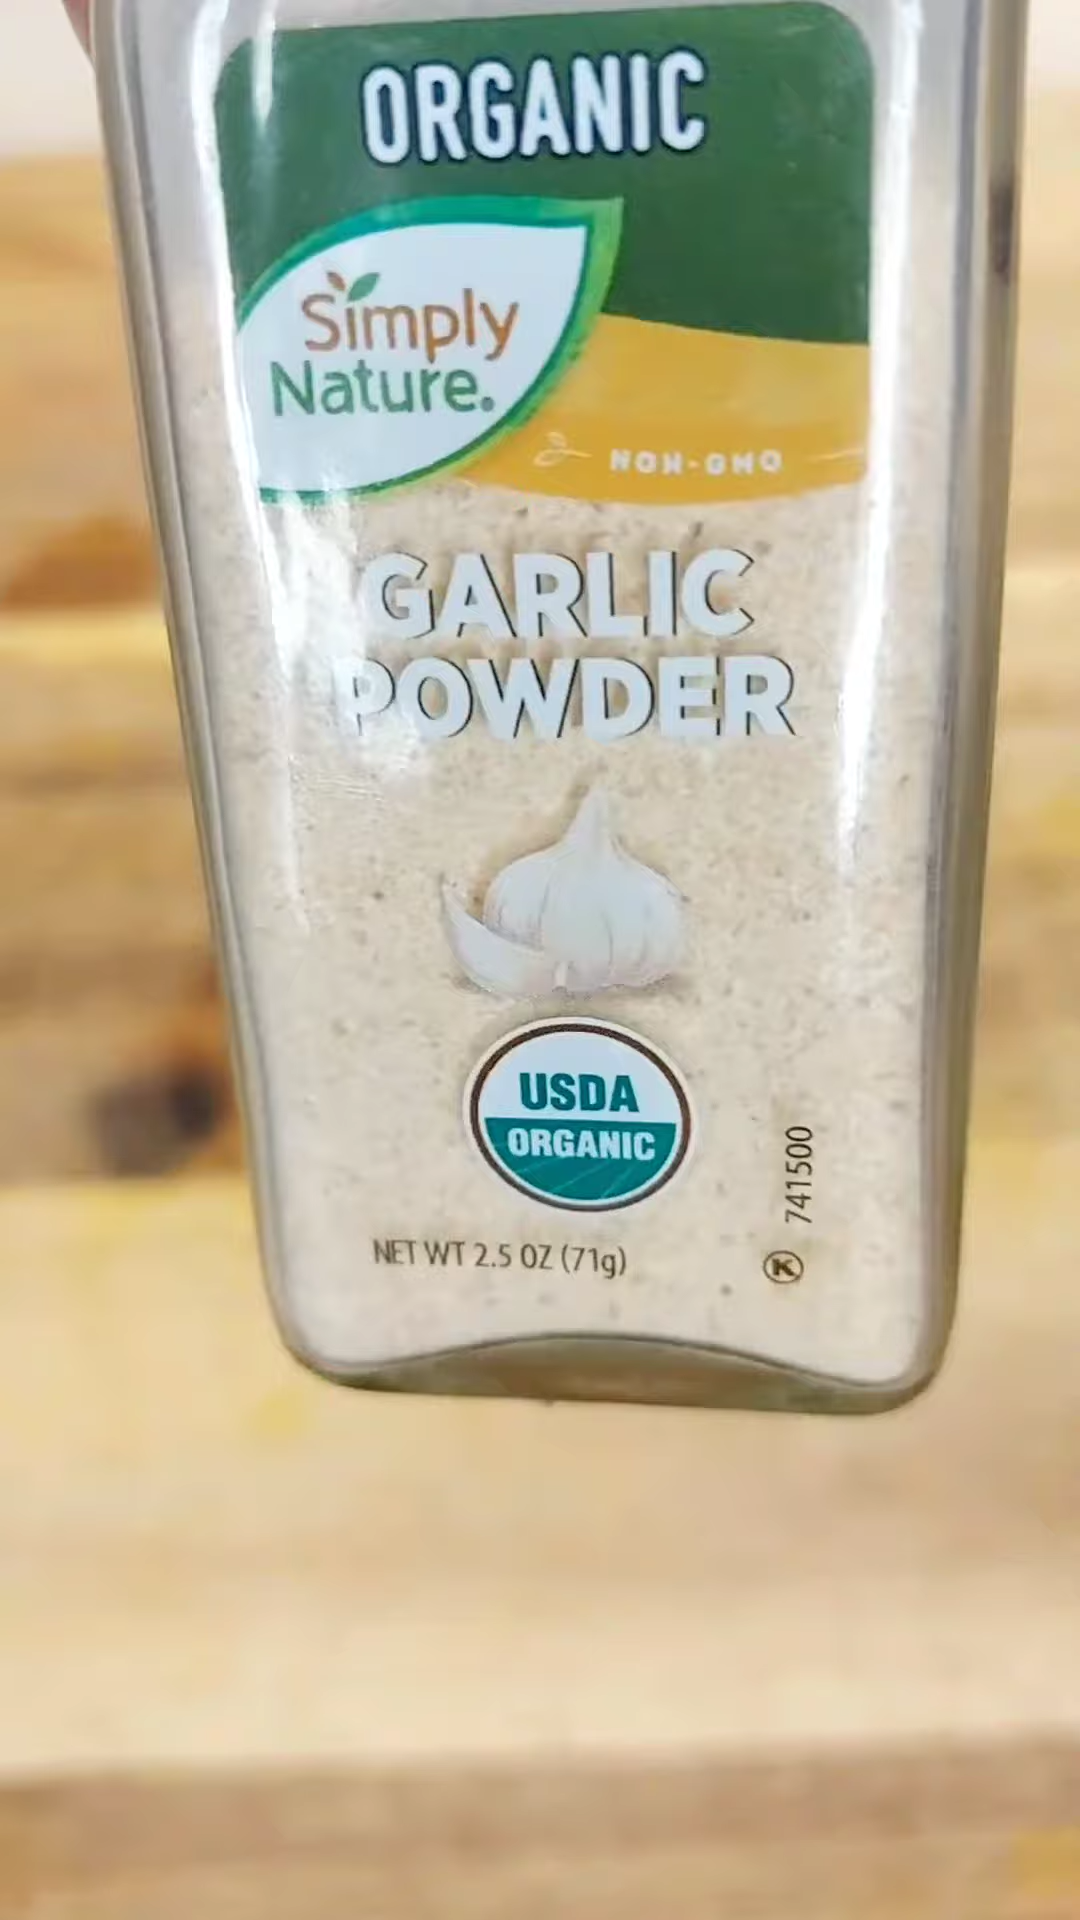 ORGANIC
Simply
Nature.
NON-GMO
GARLIC
POWDER
USDA
ORGANIC
NET WT 2.5 OZ (71g)
K 741500